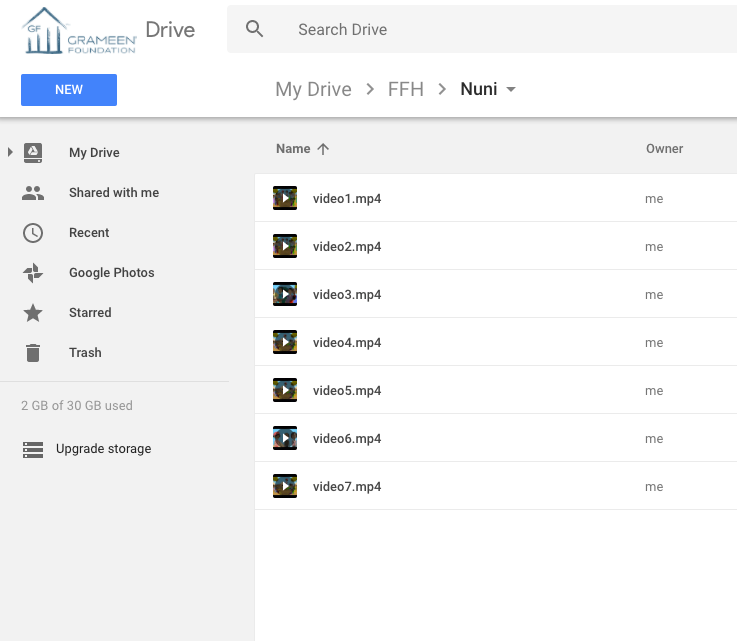 GF
GRAMEEN
FOUNDATION
Drive
Search Drive
NEW
My Drive > FFH > Nuni
My Drive
Shared with me
Recent
Google Photos
Starred
Trash
2 GB of 30 GB used
Upgrade storage
Name Owner
video1.mp4 me
video2.mp4 me
video3.mp4 me
video4.mp4 me
video5.mp4 me
video6.mp4 me
video7.mp4 me